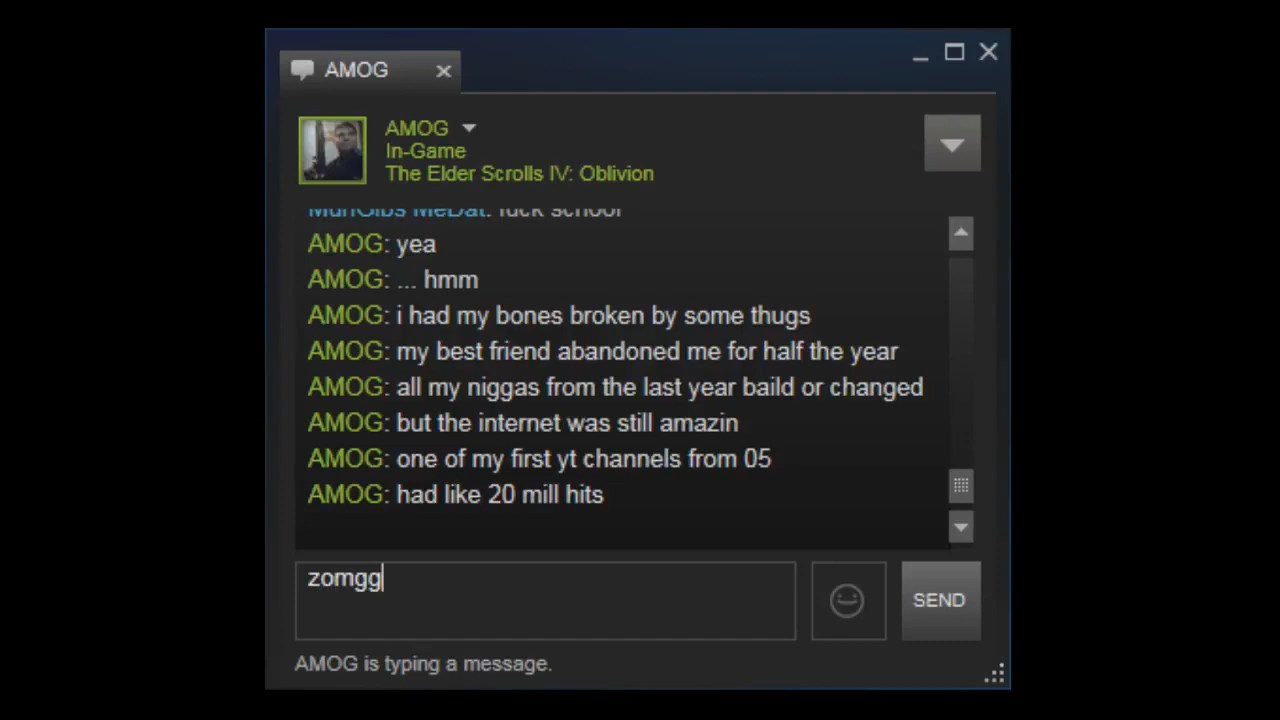 AMOG
AMOG
In-Game
The Elder Scrolls IV: Oblivion
MunGibs MeDat: fuck school
AMOG: yea
AMOG: ... hmm
AMOG: i had my bones broken by some thugs
AMOG: my best friend abandoned me for half the year
AMOG: all my niggas from the last year baild or changed
AMOG: but the internet was still amazin
AMOG: one of my first yt channels from 05
AMOG: had like 20 mill hits
zomgg
SEND
AMOG is typing a message.